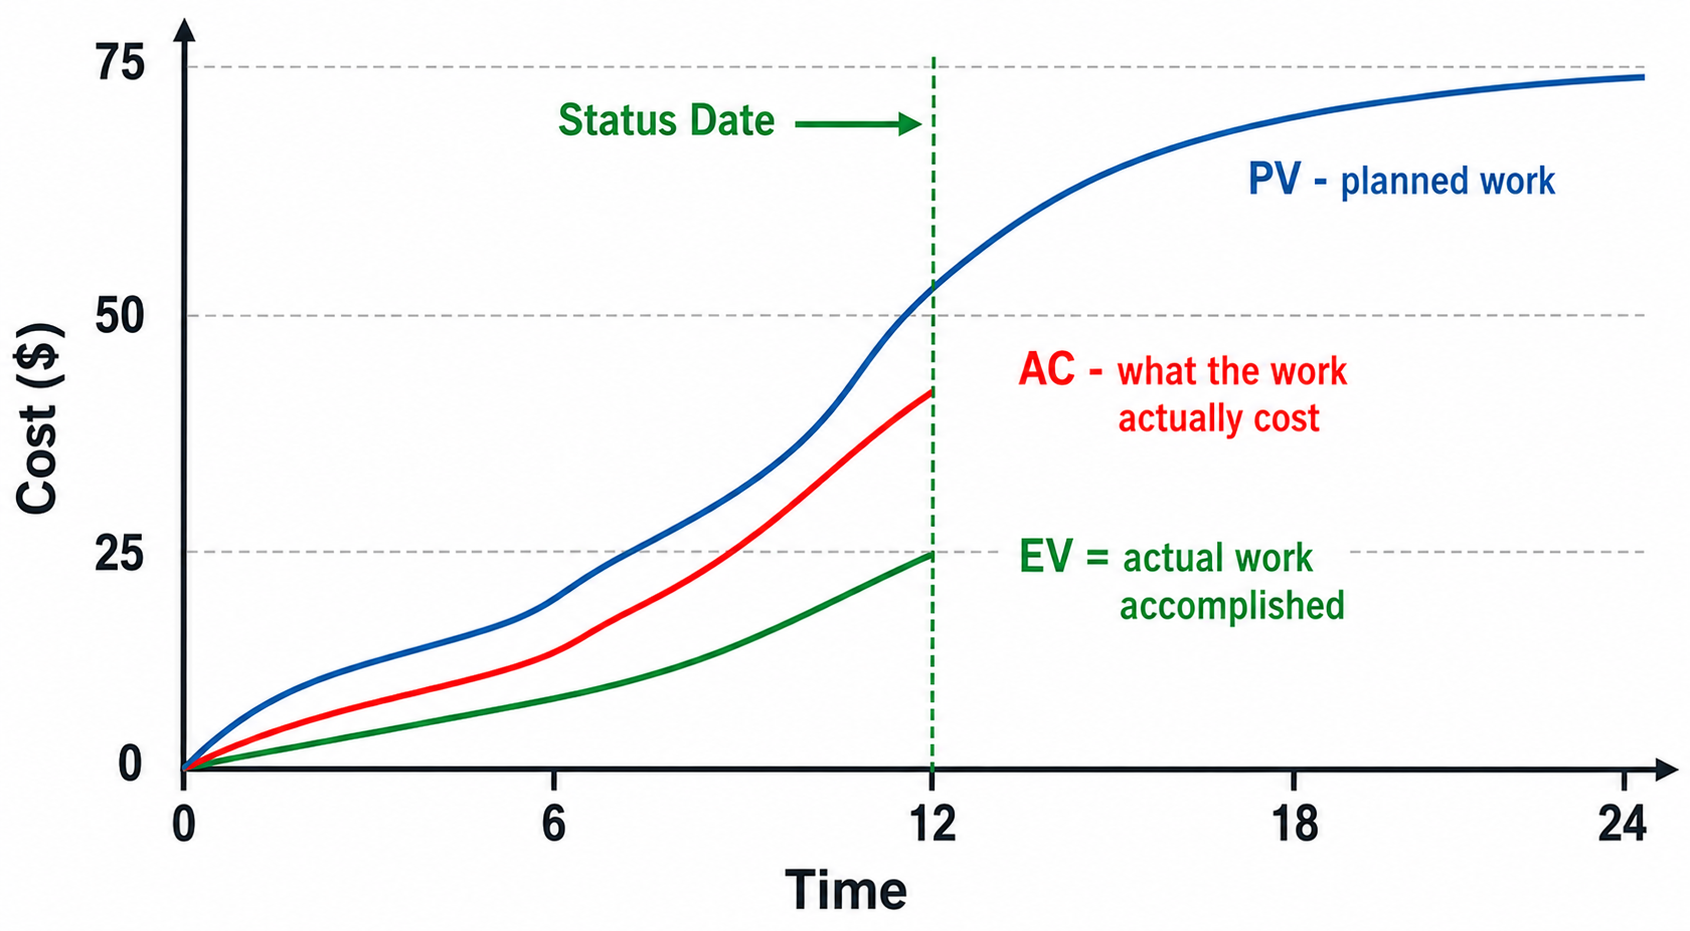 75
Status Date
PV - planned work
50
AC - what the work
actually cost
Cost ($)
25
EV = actual work
accomplished
0
0
6
12
18
24
Time